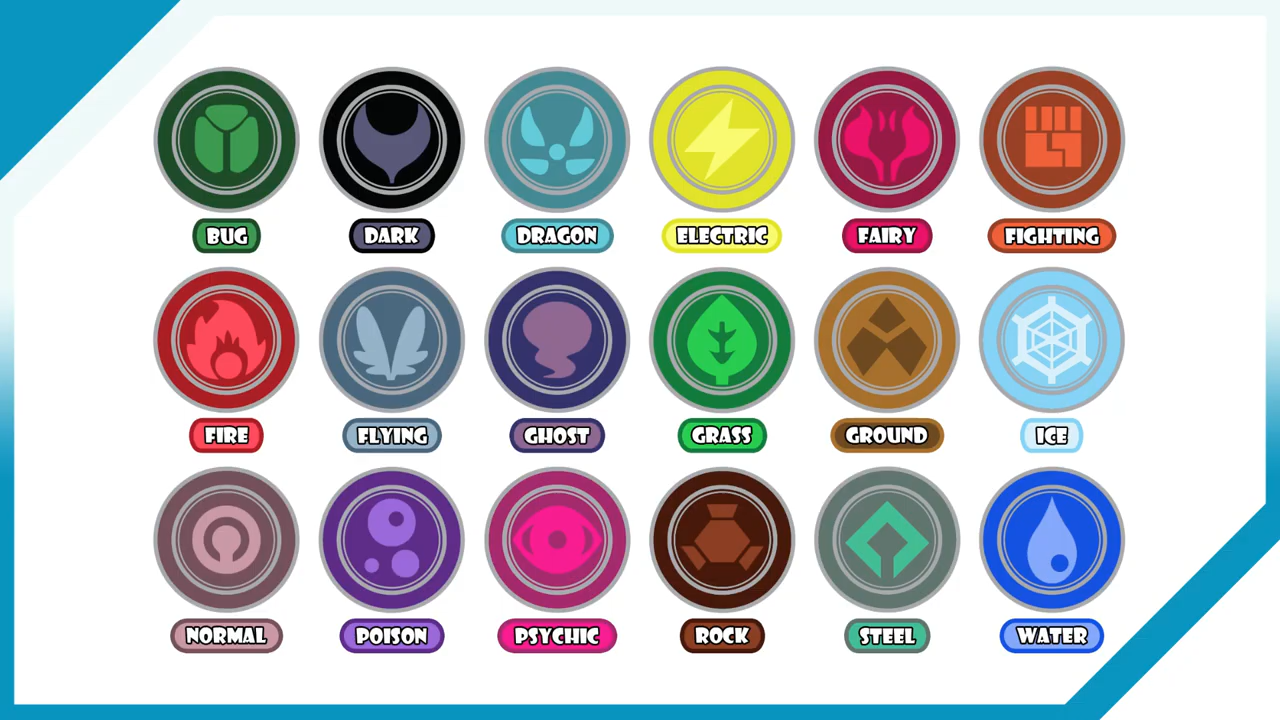 BUG DARK DRAGON ELECTRIC FAIRY FIGHTING
FIRE FLYING GHOST GRASS GROUND ICE
NORMAL POISON PSYCHIC ROCK STEEL WATER